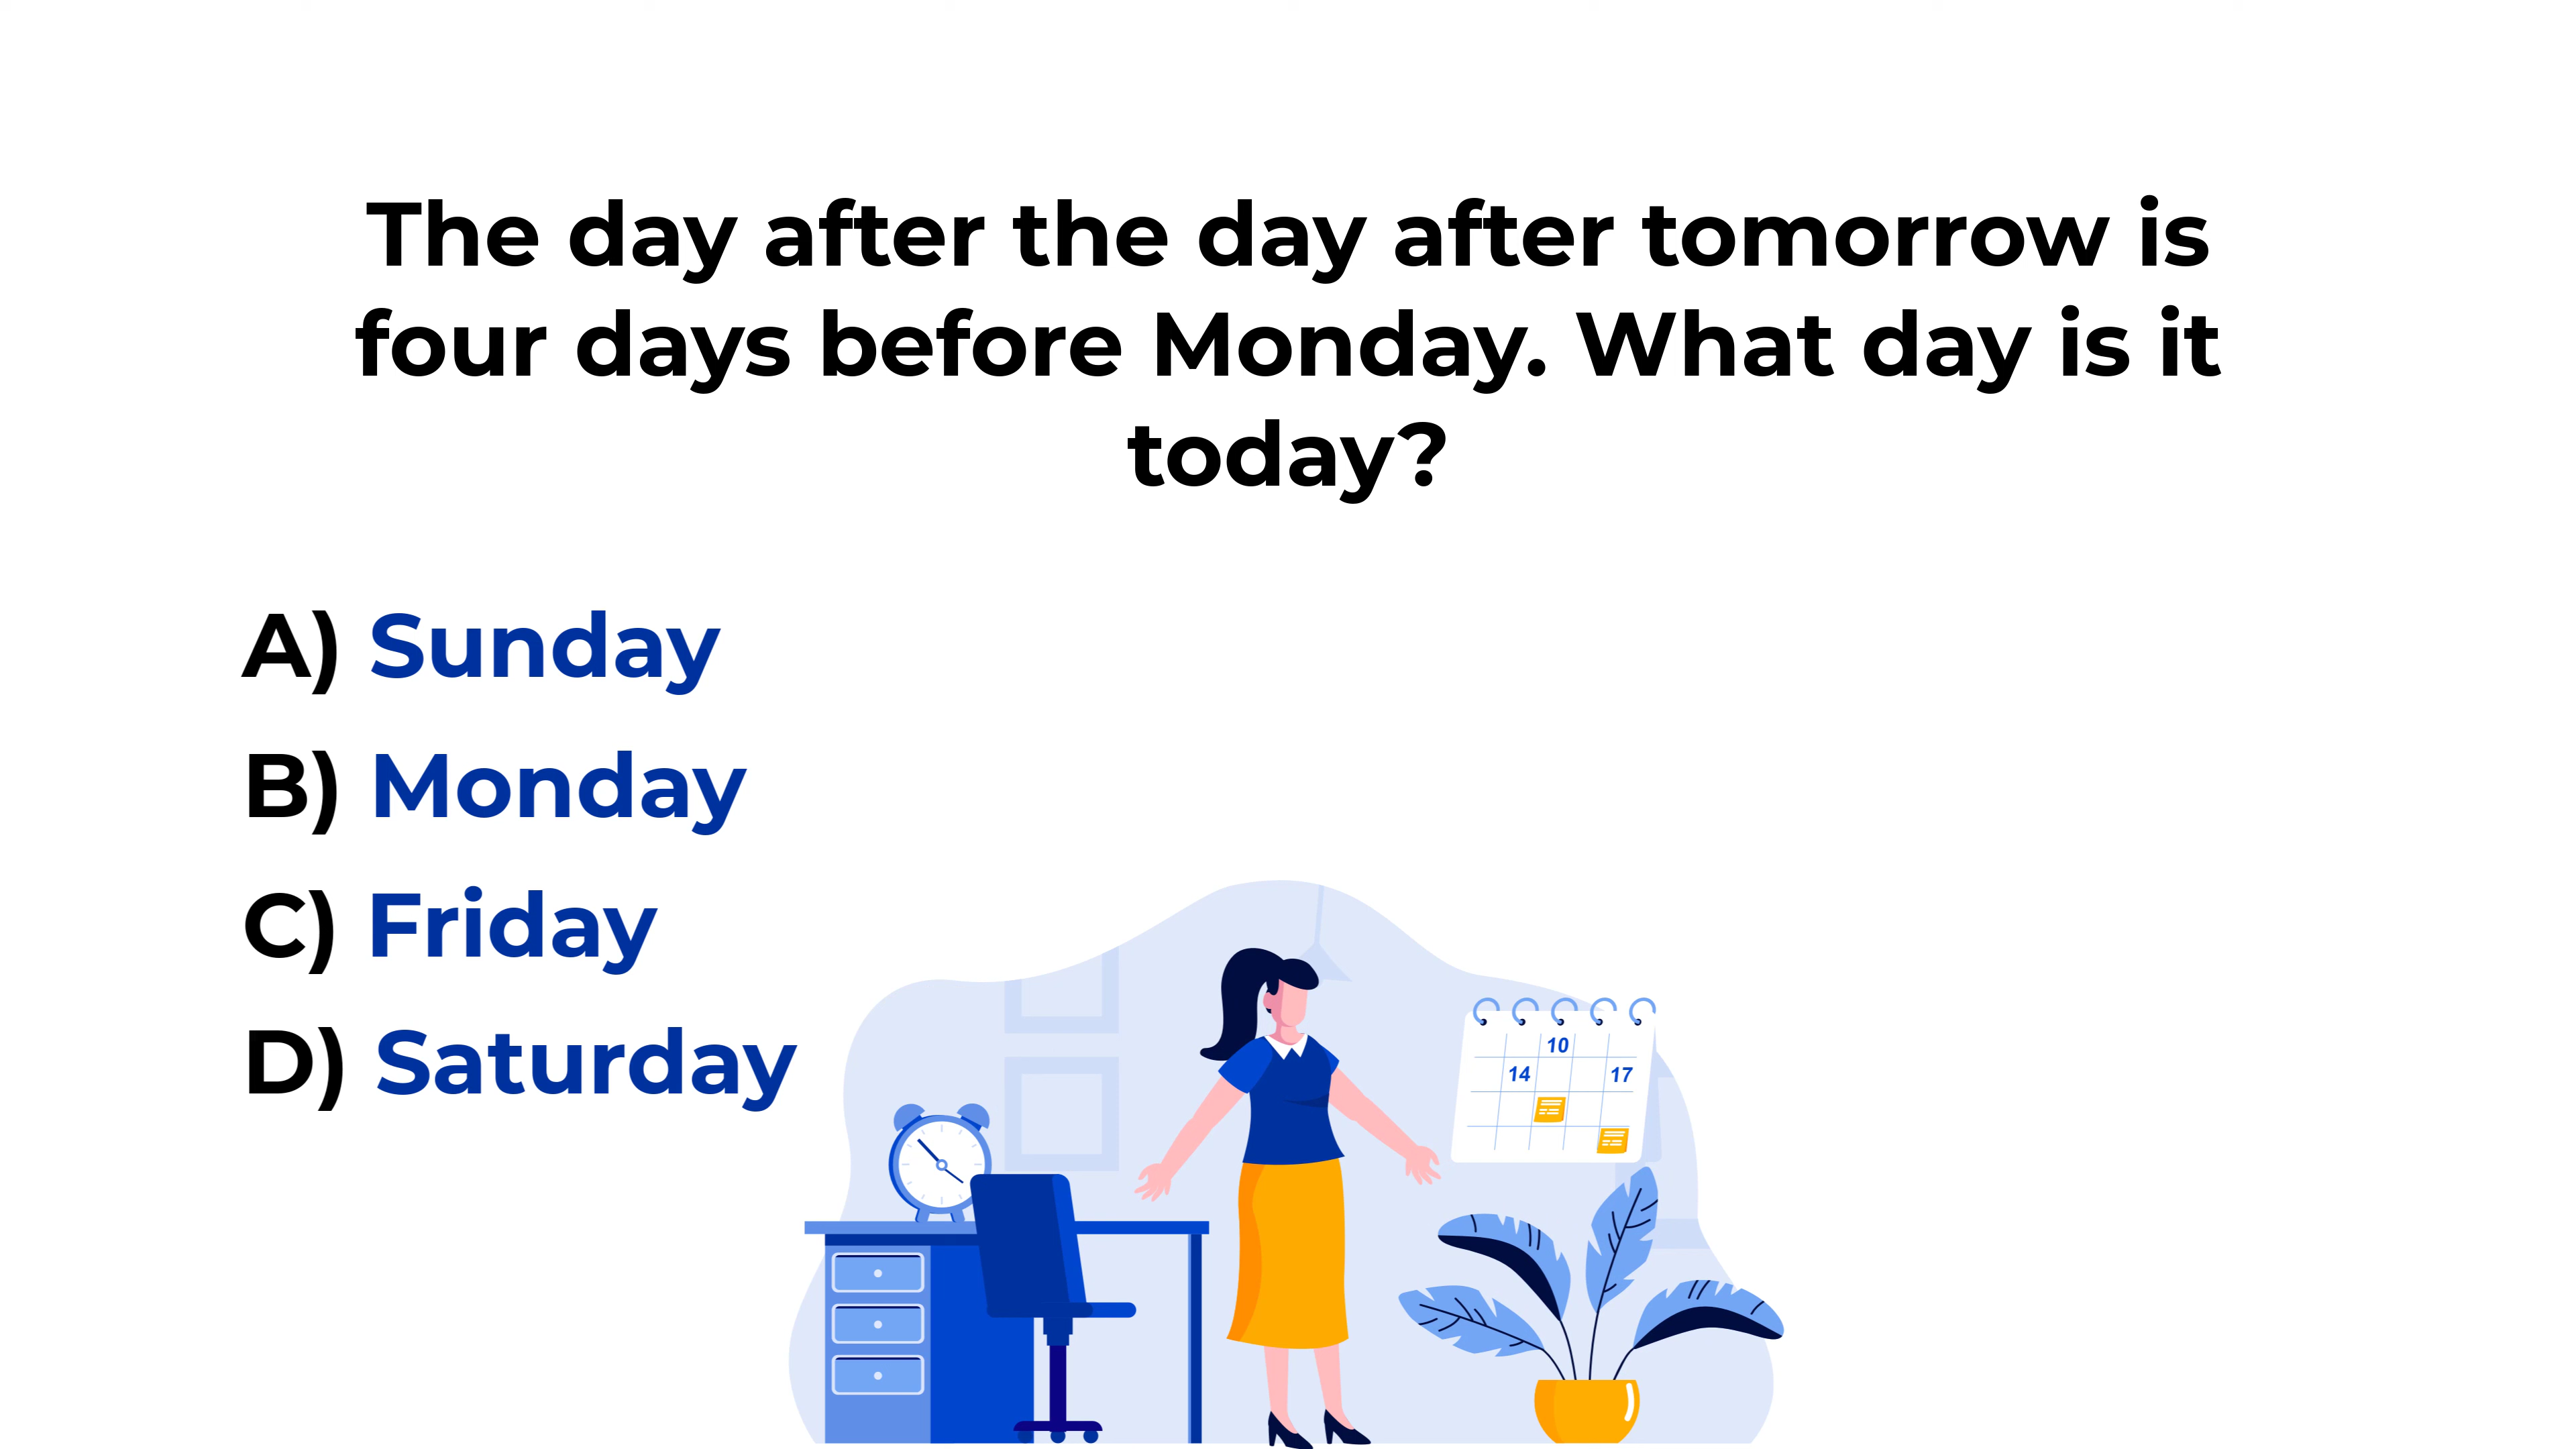 The day after the day after tomorrow is
four days before Monday. What day is it
today?
A) Sunday
B) Monday
C) Friday
D) Saturday
10
14 17